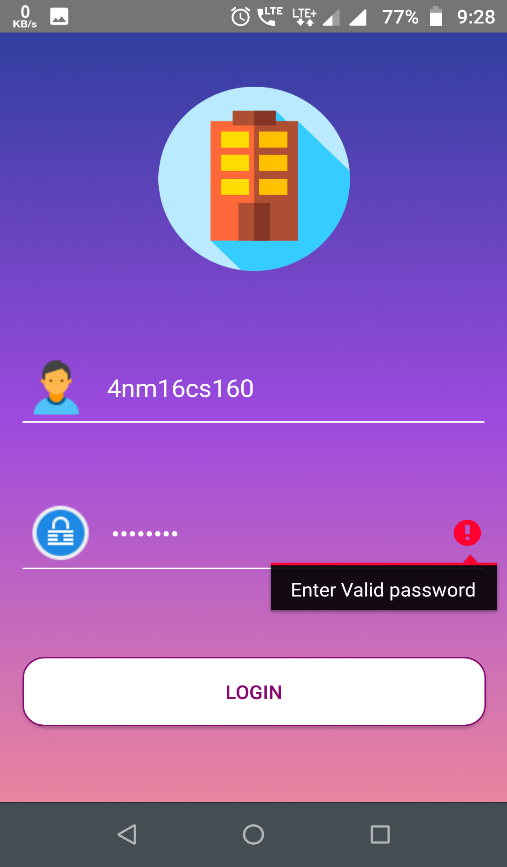 0
KB/s
LTE LTE+ 77% 9:28
4nm16cs160
••••••••
Enter Valid password
LOGIN